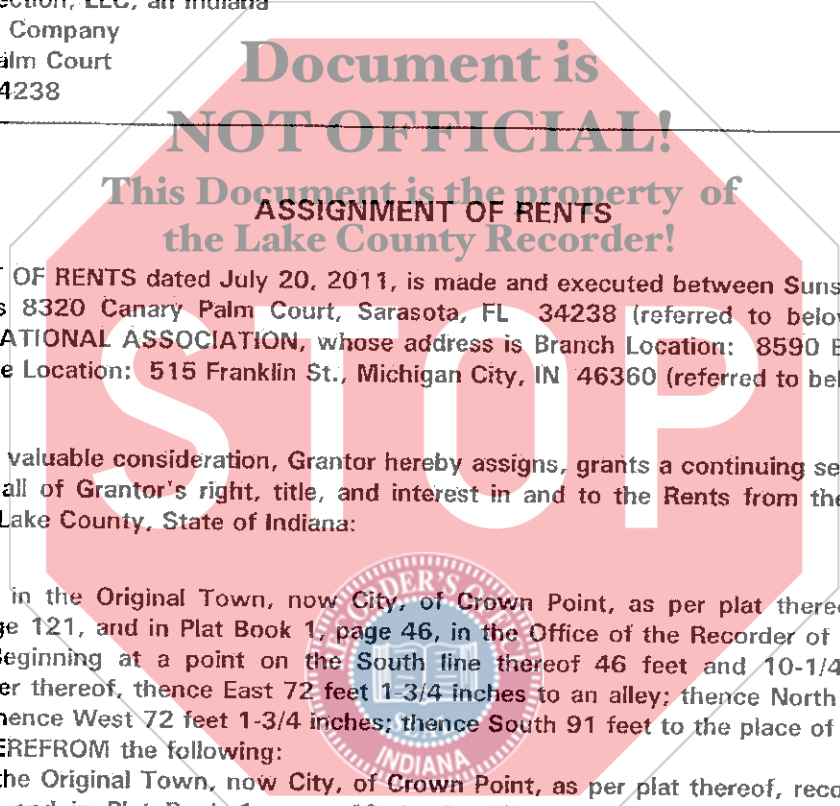 LLC, an Indiana
Company
Palm Court
34238
Document is
NOT OFFICIAL!
This Document is the property of
ASSIGNMENT OF RENTS
the Lake County Recorder!
OF RENTS dated July 20, 2011, is made and executed between Suns
8320 Canary Palm Court, Sarasota, FL 34238 (referred to belo
ATIONAL ASSOCIATION, whose address is Branch Location: 8590
e Location: 515 Franklin St., Michigan City, IN 46360 (referred to bel
STOP
valuable consideration, Grantor hereby assigns, grants a continuing se
all of Grantor's right, title, and interest in and to the Rents from the
Lake County, State of Indiana:
in the Original Town, now City, of Crown Point, as per plat thereo
ge 121, and in Plat Book 1, page 46, in the Office of the Recorder of
Beginning at a point on the South line thereof 46 feet and 10-1/4
er thereof, thence East 72 feet 1-3/4 inches to an alley; thence North
hence West 72 feet 1-3/4 inches; thence South 91 feet to the place of
EREFROM the following:
INDIANA
the Original Town, now City, of Crown Point, as per plat thereof, reco